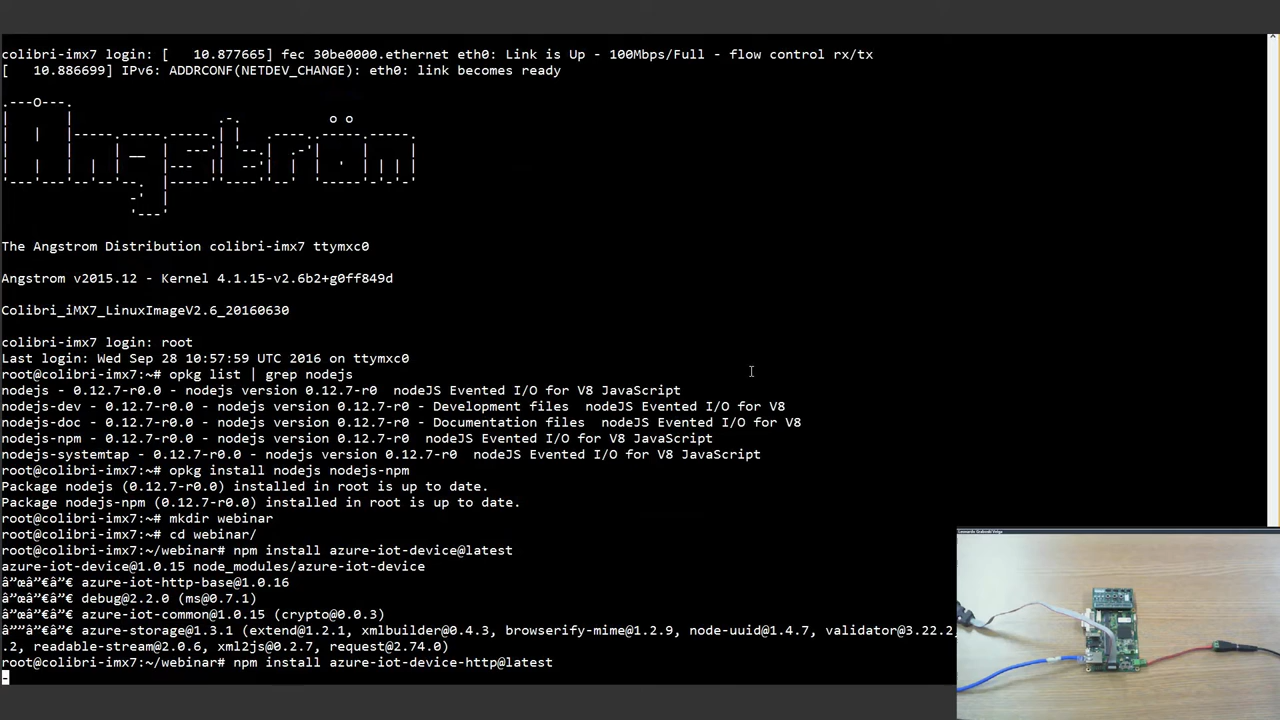 colibri-imx7 login: [   10.877665] fec 30be0000.ethernet eth0: Link is Up - 100Mbps/Full - flow control rx/tx
[   10.886699] IPv6: ADDRCONF(NETDEV_CHANGE): eth0: link becomes ready
Angström
The Angstrom Distribution colibri-imx7 ttymxc0
Angstrom v2015.12 - Kernel 4.1.15-v2.6b2+g0ff849d
Colibri_iMX7_LinuxImageV2.6_20160630
colibri-imx7 login: root
Last login: Wed Sep 28 10:57:59 UTC 2016 on ttymxc0
root@colibri-imx7:~# opkg list | grep nodejs
nodejs   - 0.12.7-r0.0 - nodejs version 0.12.7-r0  nodeJS Evented I/O for V8 JavaScript
nodejs-dev - 0.12.7-r0.0 - nodejs version 0.12.7-r0 - Development files  nodeJS Evented I/O for V8
nodejs-doc - 0.12.7-r0.0 - nodejs version 0.12.7-r0 - Documentation files  nodeJS Evented I/O for V8
nodejs-npm - 0.12.7-r0.0 - nodejs version 0.12.7-r0  nodeJS Evented I/O for V8 JavaScript
nodejs-systemtap - 0.12.7-r0.0 - nodejs version 0.12.7-r0  nodeJS Evented I/O for V8 JavaScript
root@colibri-imx7:~# opkg install nodejs nodejs-npm
Package nodejs (0.12.7-r0.0) installed in root is up to date.
Package nodejs-npm (0.12.7-r0.0) installed in root is up to date.
root@colibri-imx7:~# mkdir webinar
root@colibri-imx7:~# cd webinar/
root@colibri-imx7:~/webinar# npm install azure-iot-device@latest
azure-iot-device@1.0.15 node_modules/azure-iot-device
â”œâ”€â”€ azure-iot-http-base@1.0.16
â”œâ”€â”€ debug@2.2.0 (ms@0.7.1)
â”œâ”€â”€ azure-iot-common@1.0.15 (crypto@0.0.3)
â””â”€â”€ azure-storage@1.3.1 (extend@1.2.1, xmlbuilder@0.4.3, browserify-mime@1.2.9, node-uuid@1.4.7, validator@3.22.2,
.2, readable-stream@2.0.6, xml2js@0.2.7, request@2.74.0)
root@colibri-imx7:~/webinar# npm install azure-iot-device-http@latest
-